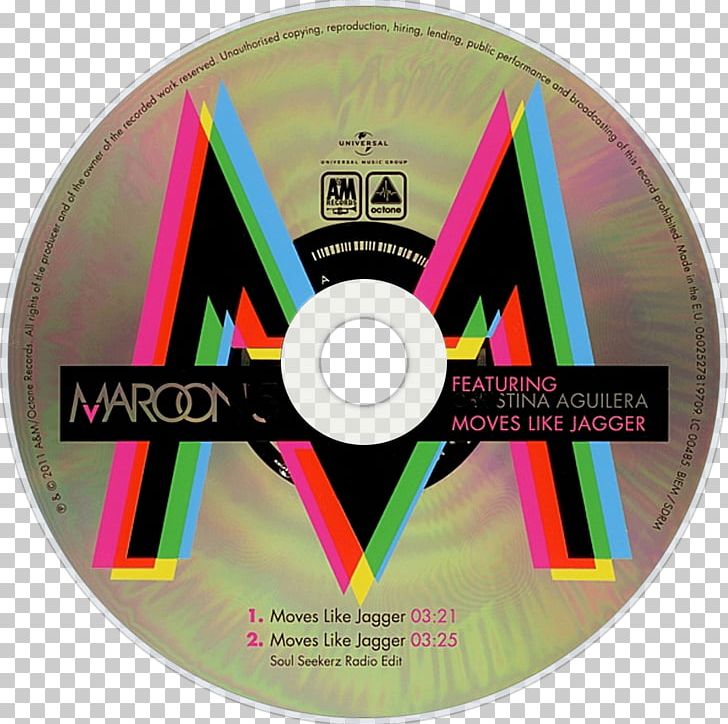 ℗ & © 2011 A&M/Octone Records. All rights of the producer and of the owner of the recorded work reserved. Unauthorised copying, reproduction, hiring, lending, public performance and broadcasting of this record prohibited. Made in the E.U. 0602527819709 LC 00485. BIEM / SDRM
UNIVERSAL
UNIVERSAL MUSIC GROUP
A&M
RECORDS
octone
A
MAROON 5
FEATURING
STINA AGUILERA
MOVES LIKE JAGGER
1. Moves Like Jagger 03:21
2. Moves Like Jagger 03:25
Soul Seekerz Radio Edit